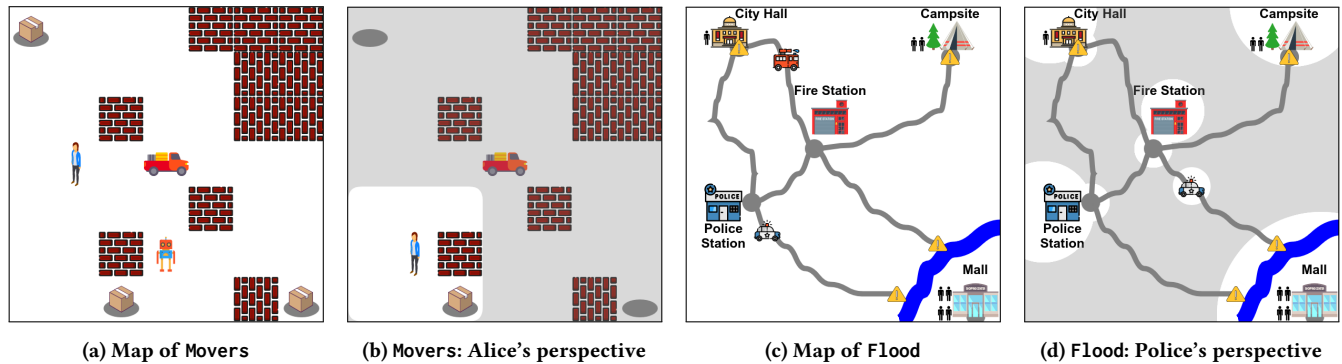 City Hall
Campsite
Fire Station
POLICE
Police
Station
Mall
City Hall
Campsite
Fire Station
POLICE
Police
Station
Mall
(a) Map of Movers
(b) Movers: Alice's perspective
(c) Map of Flood
(d) Flood: Police's perspective